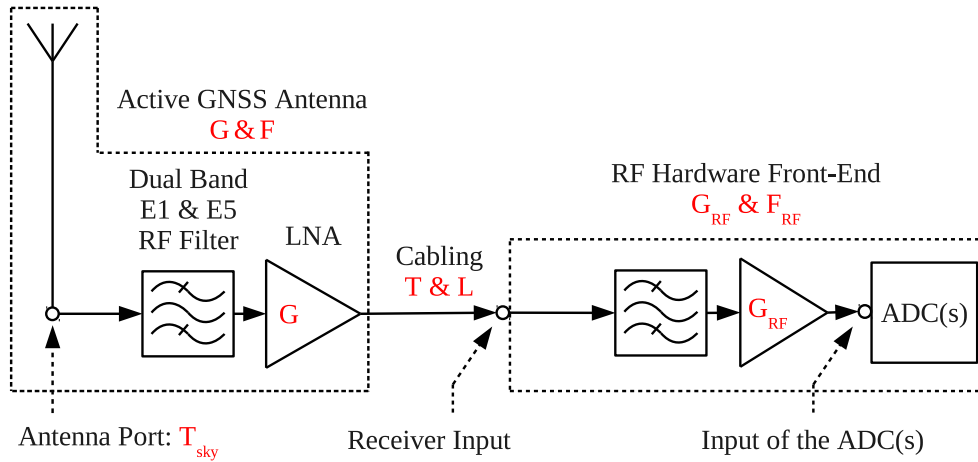 Active GNSS Antenna
G & F
Dual Band
E1 & E5
RF Filter
LNA
G
Cabling
T & L
RF Hardware Front-End
G_RF & F_RF
G_RF
ADC(s)
Antenna Port: T_sky
Receiver Input
Input of the ADC(s)